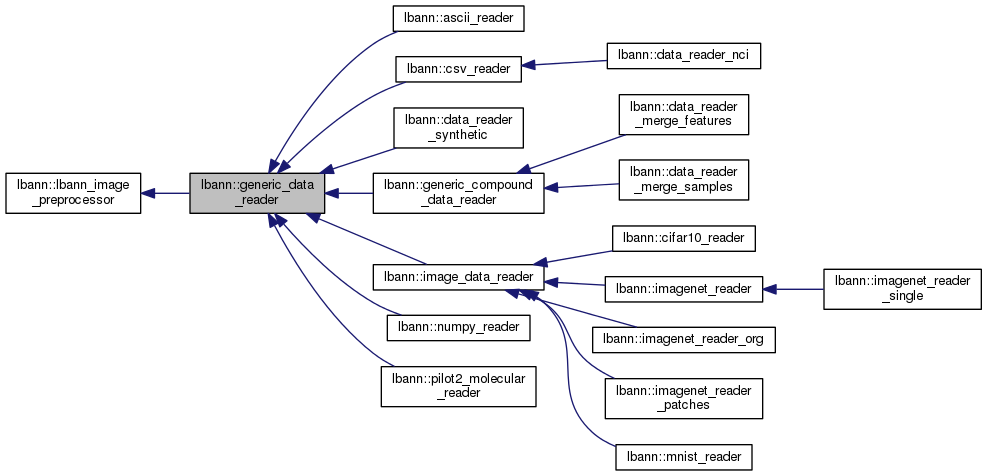 lbann::lbann_image
_preprocessor
lbann::generic_data
_reader
lbann::ascii_reader
lbann::csv_reader
lbann::data_reader
_synthetic
lbann::generic_compound
_data_reader
lbann::image_data_reader
lbann::numpy_reader
lbann::pilot2_molecular
_reader
lbann::data_reader_nci
lbann::data_reader
_merge_features
lbann::data_reader
_merge_samples
lbann::cifar10_reader
lbann::imagenet_reader
lbann::imagenet_reader_org
lbann::imagenet_reader
_patches
lbann::mnist_reader
lbann::imagenet_reader
_single